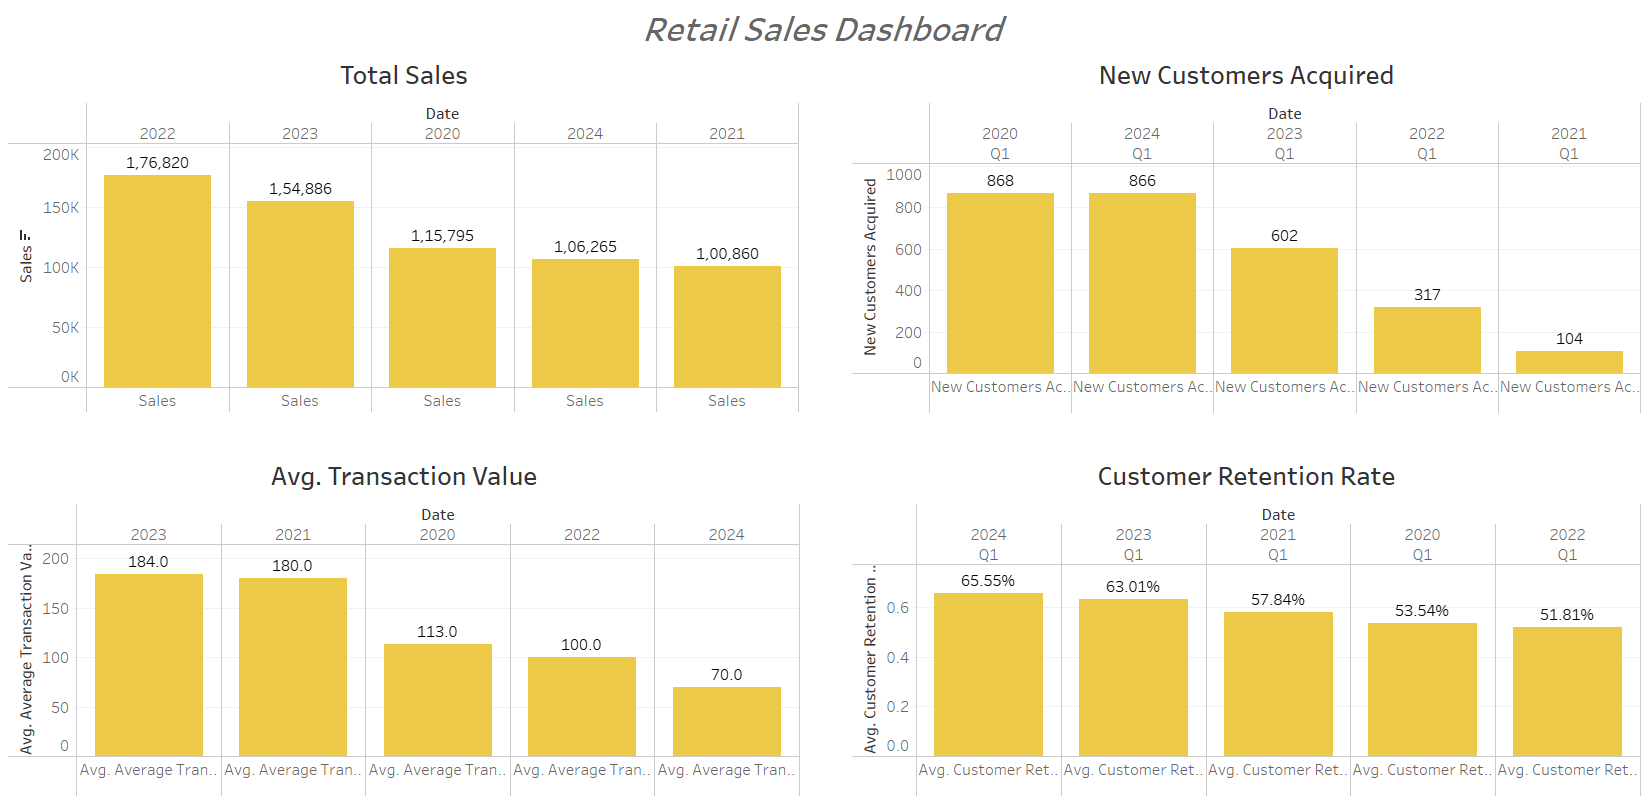 Retail Sales Dashboard
Total Sales
Date
2022 2023 2020 2024 2021
Sales
200K
150K
100K
50K
0K
1,76,820
1,54,886
1,15,795
1,06,265
1,00,860
Sales Sales Sales Sales Sales
New Customers Acquired
Date
2020 2024 2023 2022 2021
Q1 Q1 Q1 Q1 Q1
New Customers Acquired
1000
800
600
400
200
0
868
866
602
317
104
New Customers Ac.. New Customers Ac.. New Customers Ac.. New Customers Ac.. New Customers Ac..
Avg. Transaction Value
Date
2023 2021 2020 2022 2024
Avg. Average Transaction Va..
200
150
100
50
0
184.0
180.0
113.0
100.0
70.0
Avg. Average Tran.. Avg. Average Tran.. Avg. Average Tran.. Avg. Average Tran.. Avg. Average Tran..
Customer Retention Rate
Date
2024 2023 2021 2020 2022
Q1 Q1 Q1 Q1 Q1
Avg. Customer Retention ..
0.6
0.4
0.2
0.0
65.55%
63.01%
57.84%
53.54%
51.81%
Avg. Customer Ret.. Avg. Customer Ret.. Avg. Customer Ret.. Avg. Customer Ret.. Avg. Customer Ret..